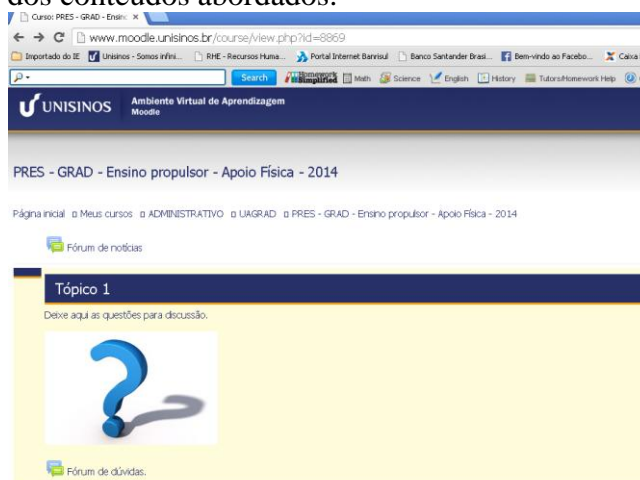 dos conteúdos abordados.
Curso: PRES - GRAD - Ensin
www.moodle.unisinos.br/course/view.php?id=8869
Importado do IE Unisinos - Somos infini... RHE - Recursos Huma... Portal Internet Banrisul Banco Santander Brasi... Bem-vindo ao Facebo... Caixa
Search Homework Simplified Math Science English History Tutors/Homework Help
UNISINOS Ambiente Virtual de Aprendizagem
Moodle
PRES - GRAD - Ensino propulsor - Apoio Física - 2014
Página inicial Meus cursos ADMINISTRATIVO UAGRAD PRES - GRAD - Ensino propulsor - Apoio Física - 2014
Fórum de notícias
Tópico 1
Deixe aqui as questões para discussão.
Fórum de dúvidas.